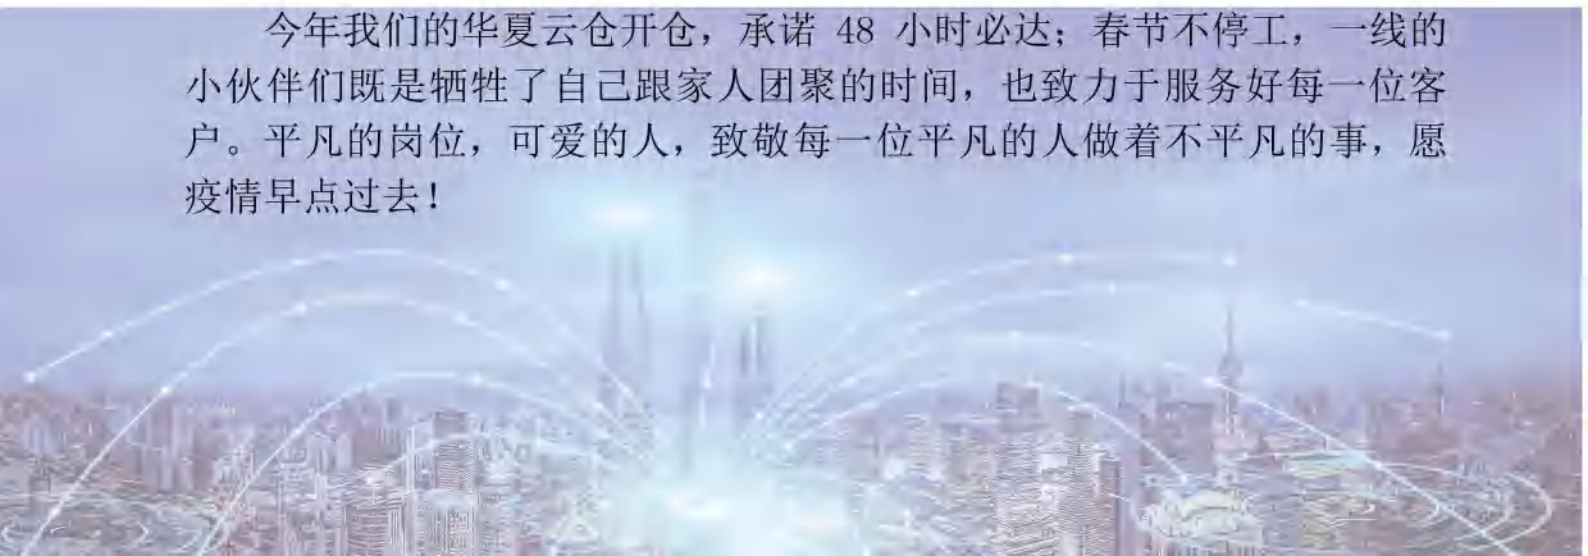 今年我们的华夏云仓开仓，承诺 48 小时必达；春节不停工，一线的
小伙伴们既是牺牲了自己跟家人团聚的时间，也致力于服务好每一位客
户。平凡的岗位，可爱的人，致敬每一位平凡的人做着不平凡的事，愿
疫情早点过去！